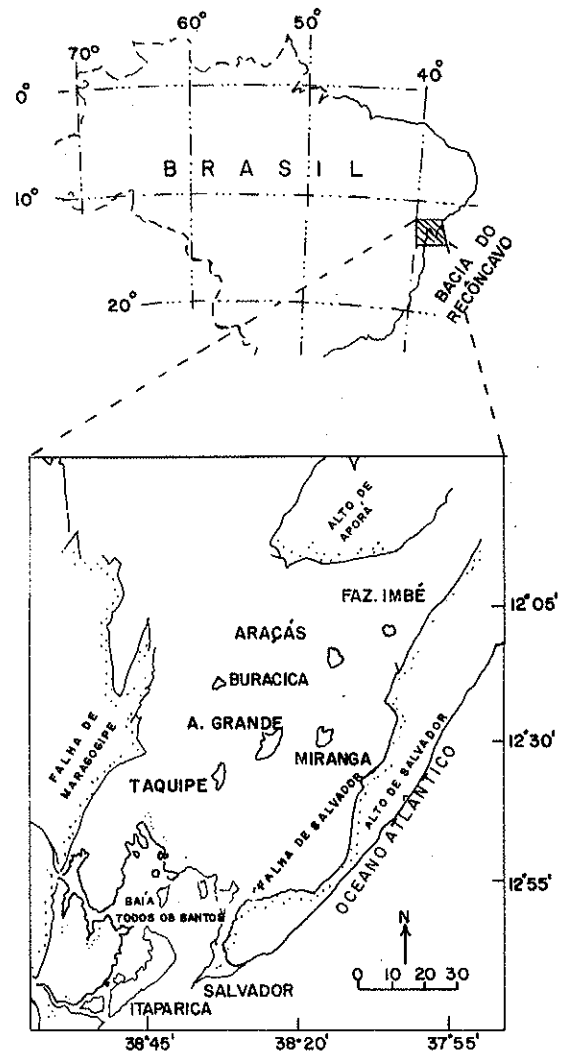 70°
60°
50°
40°
0°
BRASIL
10°
20°
BACIA DO
RECÔNCAVO
ALTO DE
APORÁ
FAZ. IMBÉ
12°05'
ARAÇÁS
BURACICA
A. GRANDE
MIRANGA
12°30'
FALHA DE
MARAGOGIPE
TAQUIPE
FALHA DE SALVADOR
ALTO DE SALVADOR
OCEANO ATLÂNTICO
12°55'
BAÍA
TODOS OS SANTOS
N
0 10 20 30
SALVADOR
ITAPARICA
38°45'
38°20'
37°55'